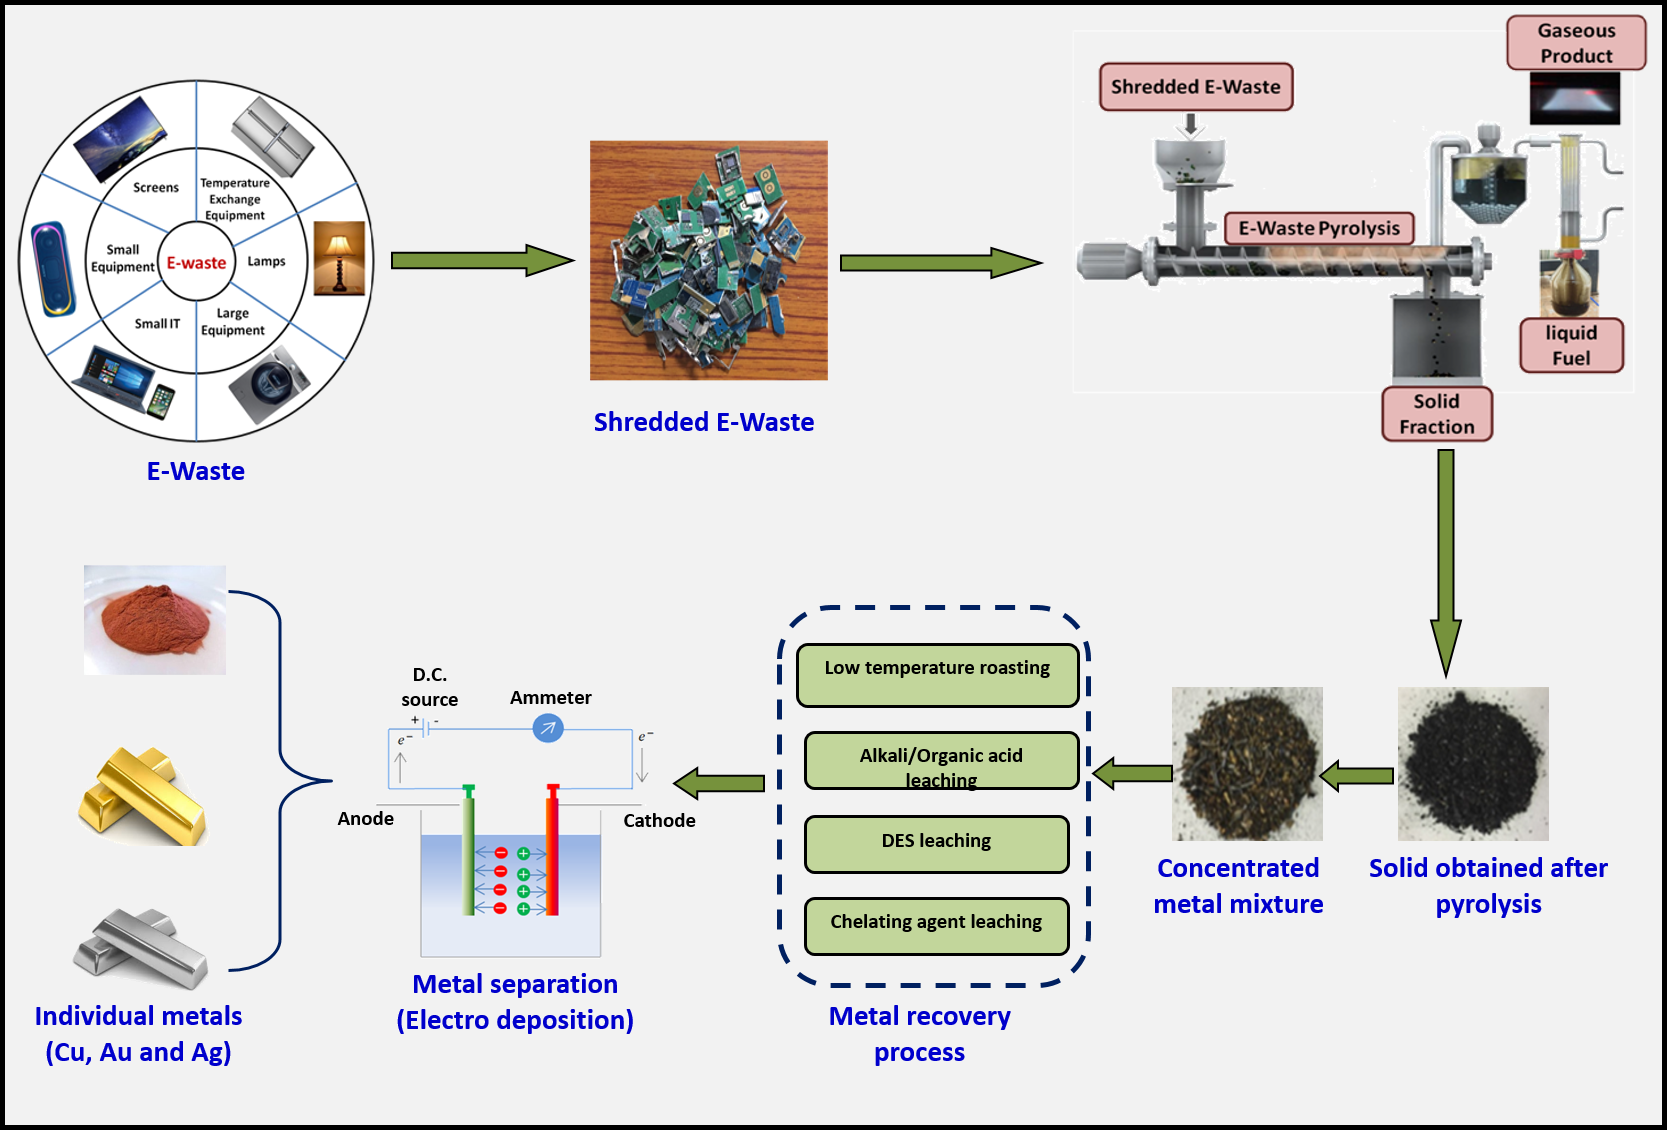 Screens
Temperature
Exchange
Equipment
Small
Equipment
E-waste
Lamps
Small IT
Large
Equipment
E-Waste
Shredded E-Waste
Shredded E-Waste
Gaseous
Product
E-Waste Pyrolysis
liquid
Fuel
Solid
Fraction
Solid obtained after
pyrolysis
Concentrated
metal mixture
Low temperature roasting
Alkali/Organic acid
leaching
DES leaching
Chelating agent leaching
Metal recovery
process
D.C.
source
+ -
Ammeter
e⁻
e⁻
Anode
Cathode
Metal separation
(Electro deposition)
Individual metals
(Cu, Au and Ag)